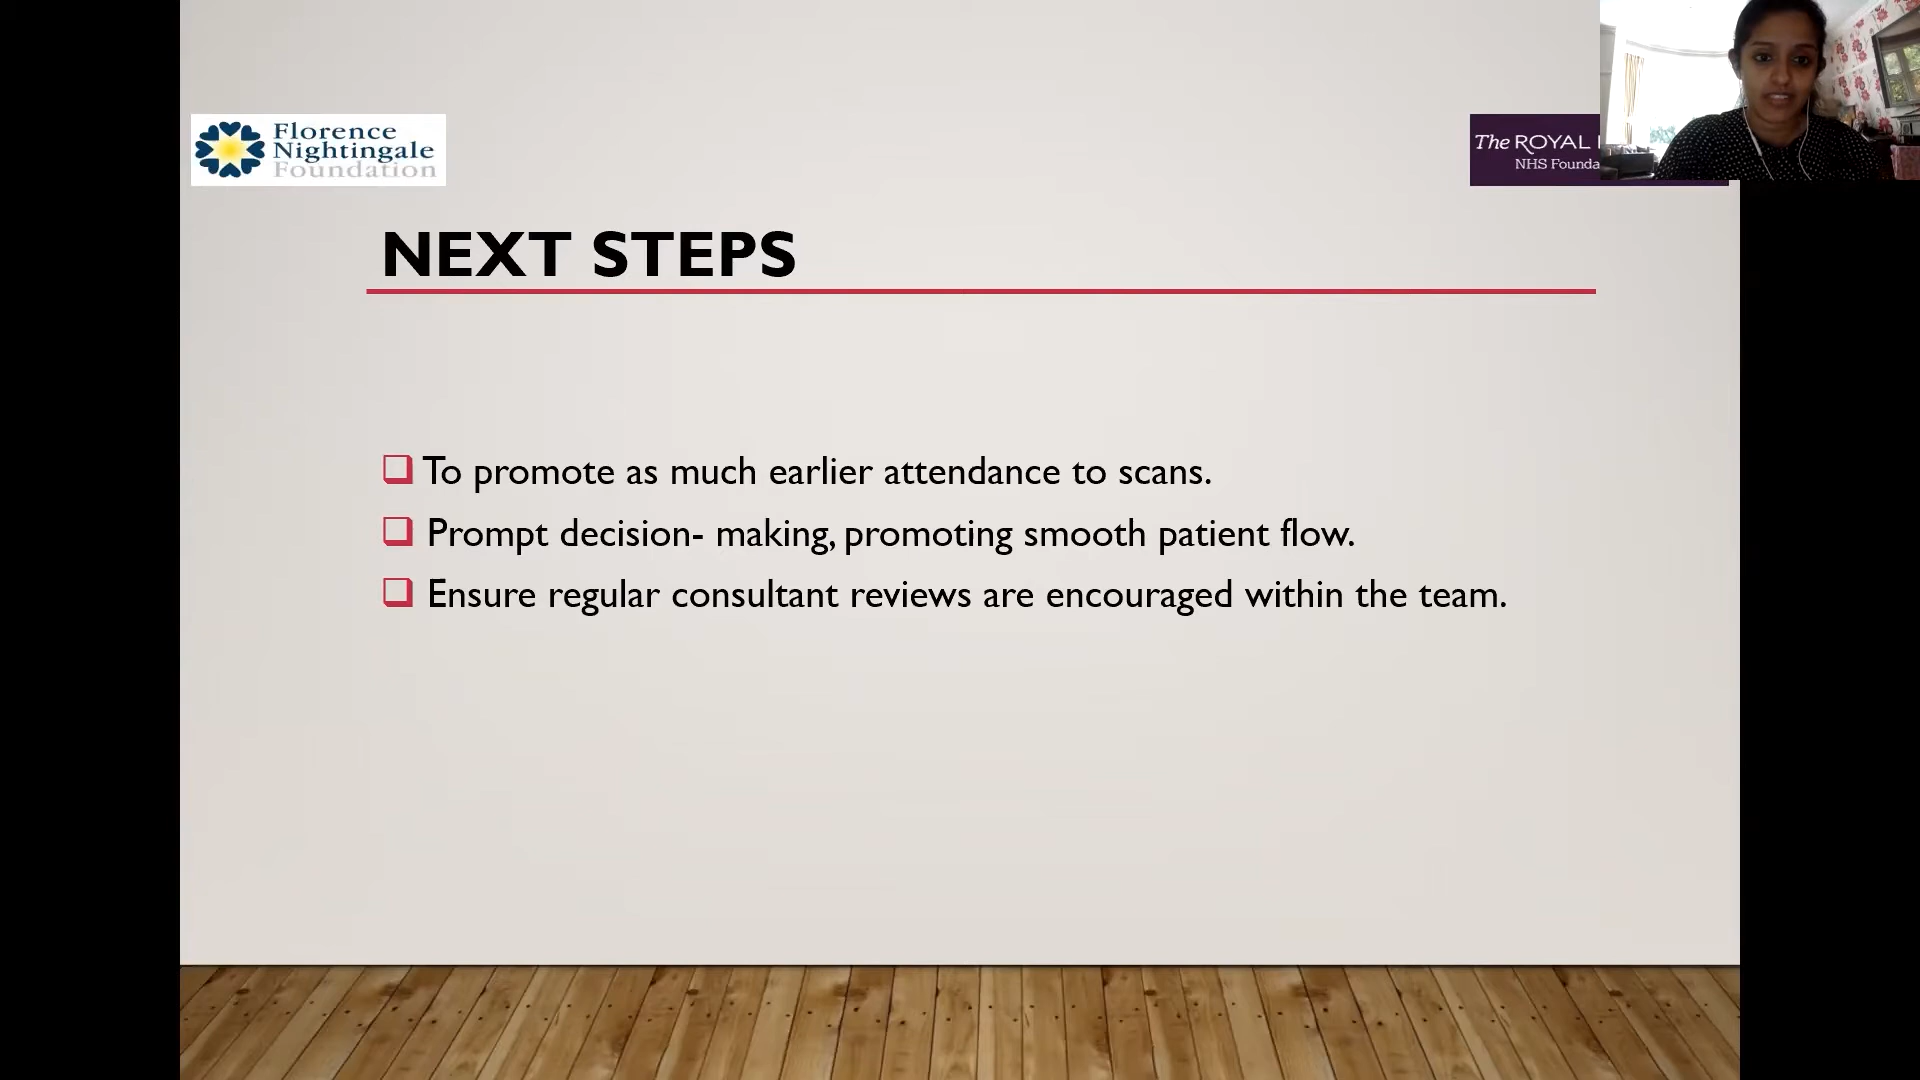 Florence
Nightingale
Foundation
The ROYAL
NHS
NEXT STEPS
To promote as much earlier attendance to scans.
Prompt decision- making, promoting smooth patient flow.
Ensure regular consultant reviews are encouraged within the team.